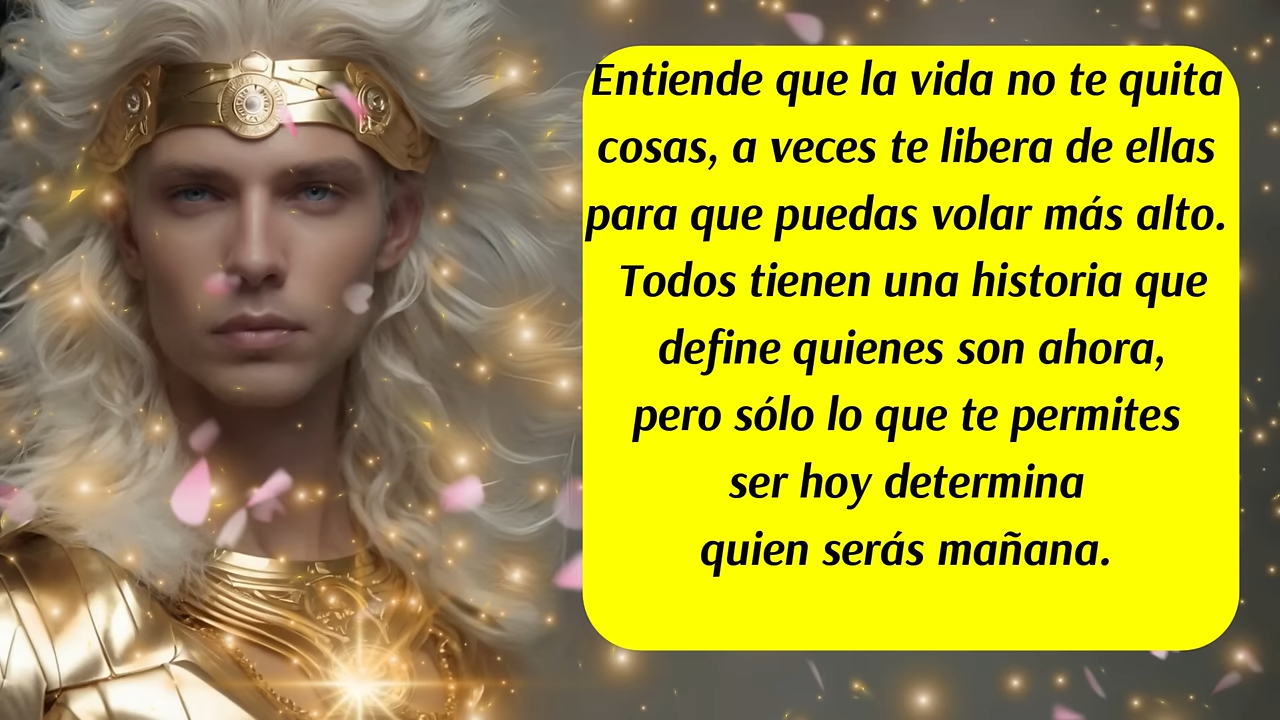 Entiende que la vida no te quita
cosas, a veces te libera de ellas
para que puedas volar más alto.
Todos tienen una historia que
define quienes son ahora,
pero sólo lo que te permites
ser hoy determina
quien serás mañana.